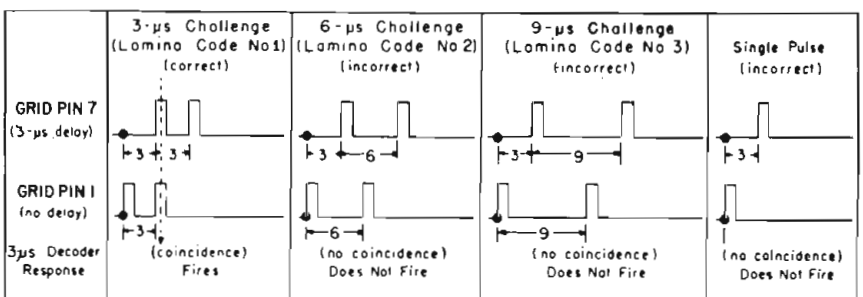 3-µs Challenge
(Lamino Code No1)
(correct)
6-µs Challenge
(Lamino Code No 2)
(incorrect)
9-µs Challenge
(Lamino Code No 3)
(incorrect)
Single Pulse
(incorrect)
GRID PIN 7
(3-µs delay)
3 3
3 6
3 9
3
GRID PIN I
(no delay)
3
6
9
3µs Decoder
Response
(coincidence)
Fires
(no coincidence)
Does Not Fire
(no coincidence)
Does Not Fire
(no coincidence)
Does Not Fire